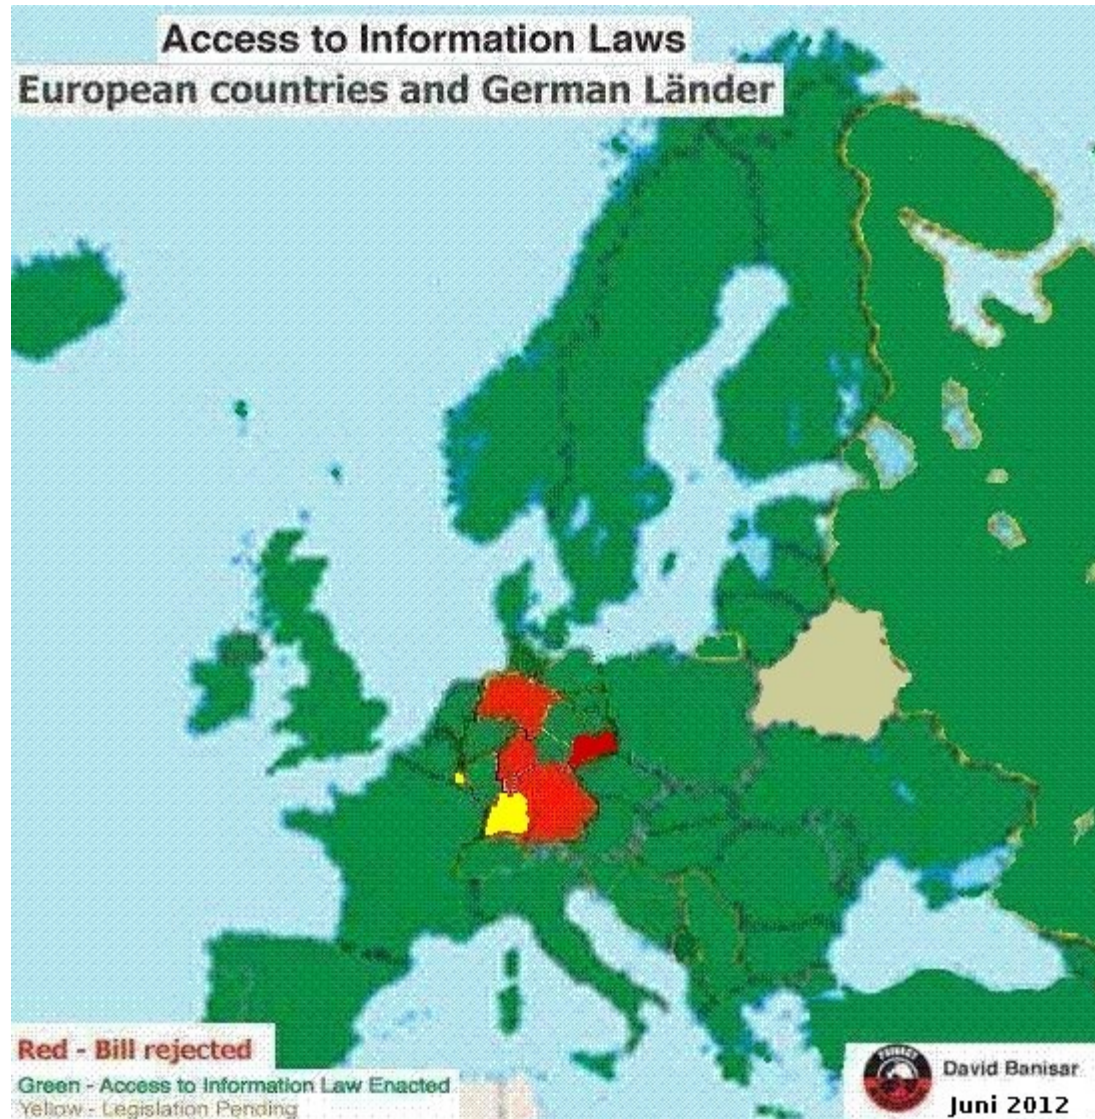 Access to Information Laws
European countries and German Länder
Red - Bill rejected
Green - Access to Information Law Enacted
Yellow - Legislation Pending
PRIVACY
David Banisar
Juni 2012